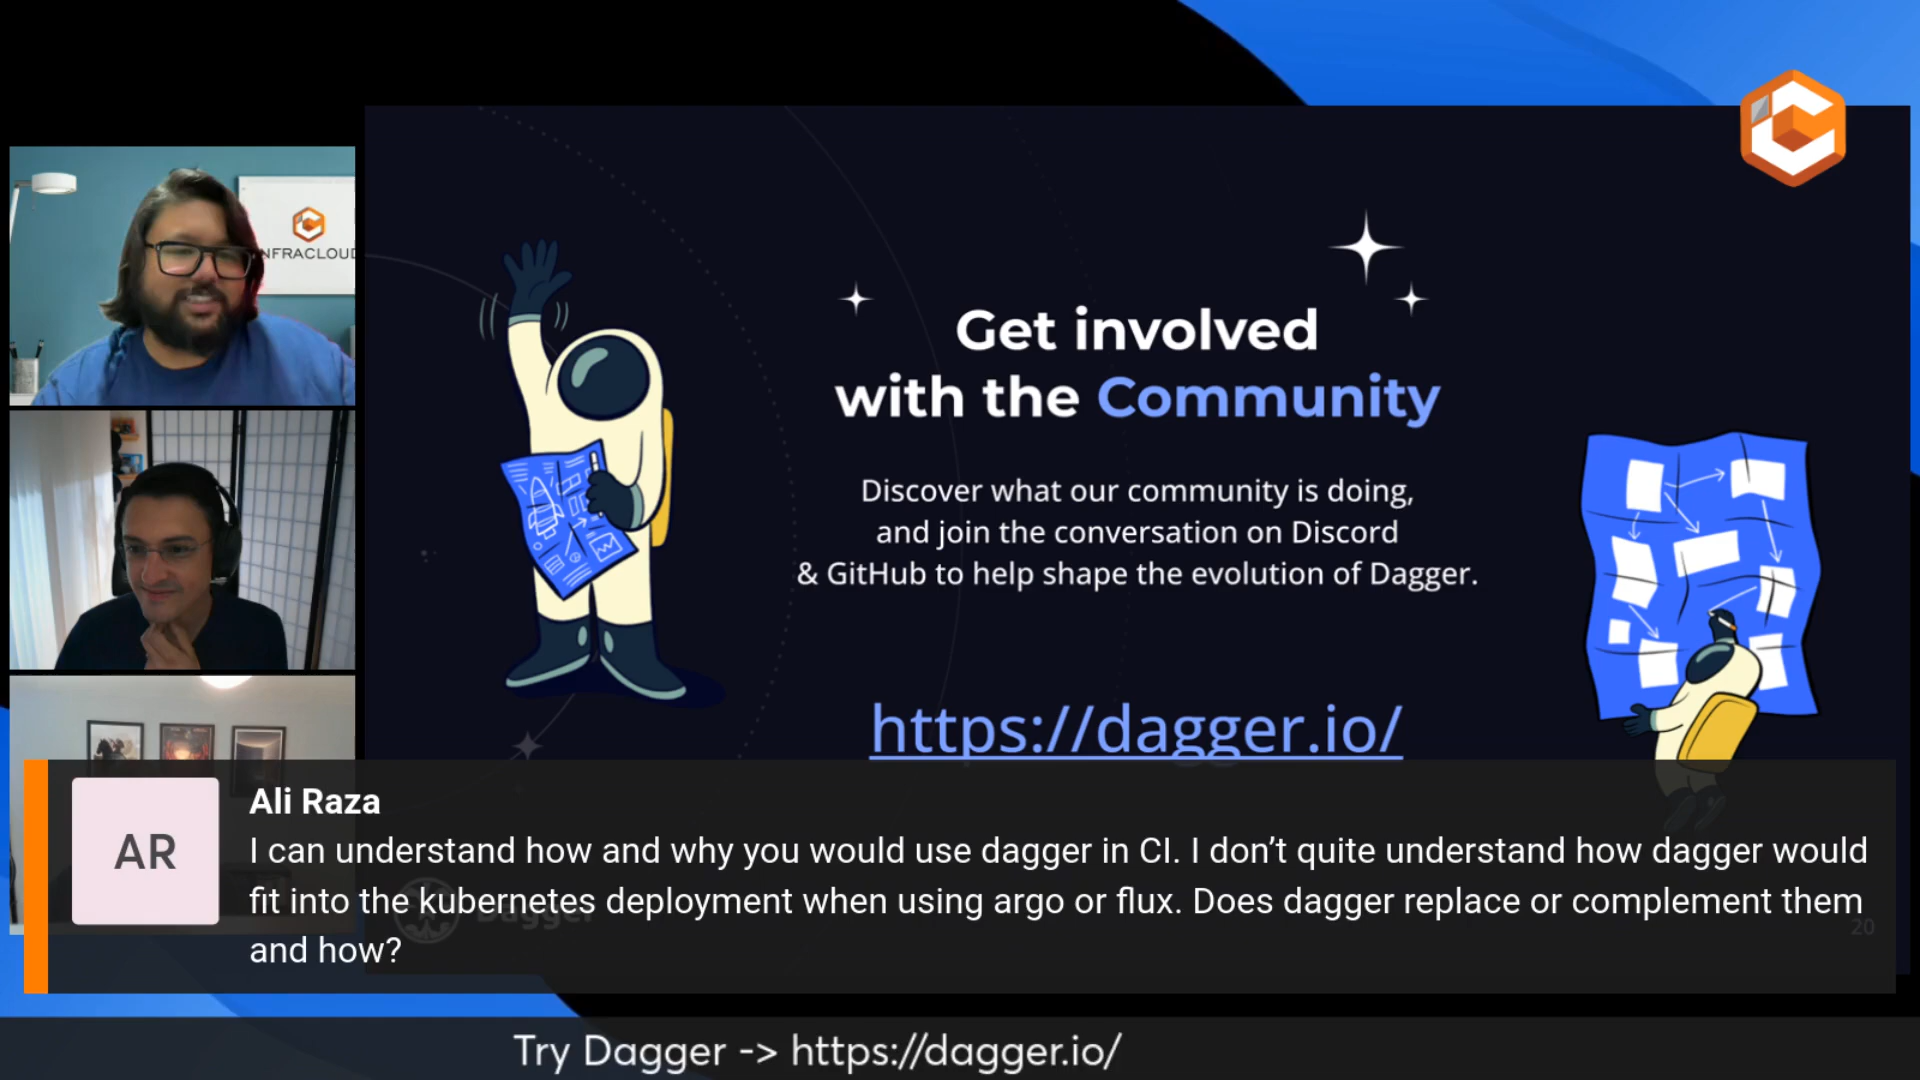 NFRACLOUD
Get involved
with the Community
Discover what our community is doing,
and join the conversation on Discord
& GitHub to help shape the evolution of Dagger.
https://dagger.io/
AR
Ali Raza
I can understand how and why you would use dagger in CI. I don’t quite understand how dagger would
fit into the kubernetes deployment when using argo or flux. Does dagger replace or complement them
and how?
Dagger
20
Try Dagger -> https://dagger.io/